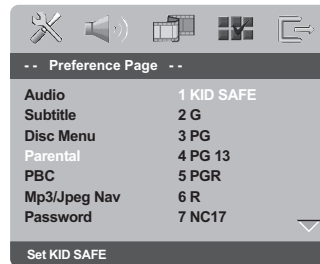 - - Preference Page - -
Audio 1 KID SAFE
Subtitle 2 G
Disc Menu 3 PG
Parental 4 PG 13
PBC 5 PGR
Mp3/Jpeg Nav 6 R
Password 7 NC17
Set KID SAFE